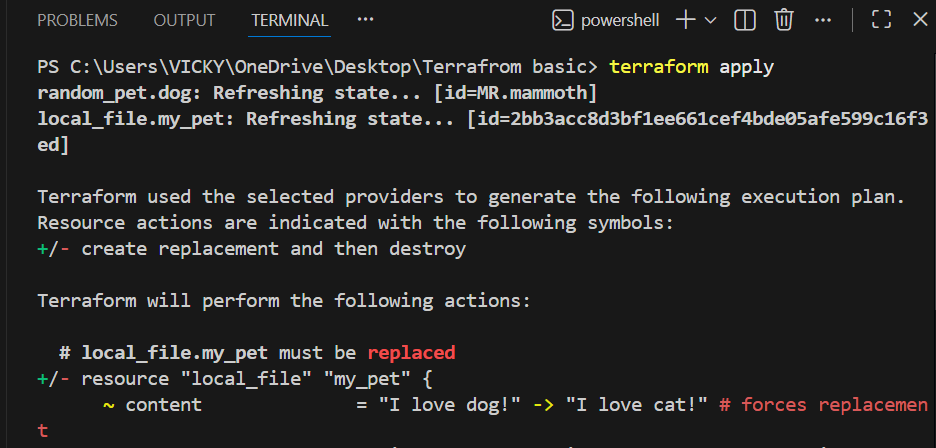 PROBLEMS OUTPUT TERMINAL ··· powershell
PS C:\Users\VICKY\OneDrive\Desktop\Terrafrom basic> terraform apply
random_pet.dog: Refreshing state... [id=MR.mammoth]
local_file.my_pet: Refreshing state... [id=2bb3acc8d3bf1ee661cef4bde05afe599c16f3
ed]
Terraform used the selected providers to generate the following execution plan.
Resource actions are indicated with the following symbols:
+/- create replacement and then destroy
Terraform will perform the following actions:
# local_file.my_pet must be replaced
+/- resource "local_file" "my_pet" {
~ content = "I love dog!" -> "I love cat!" # forces replacemen
t